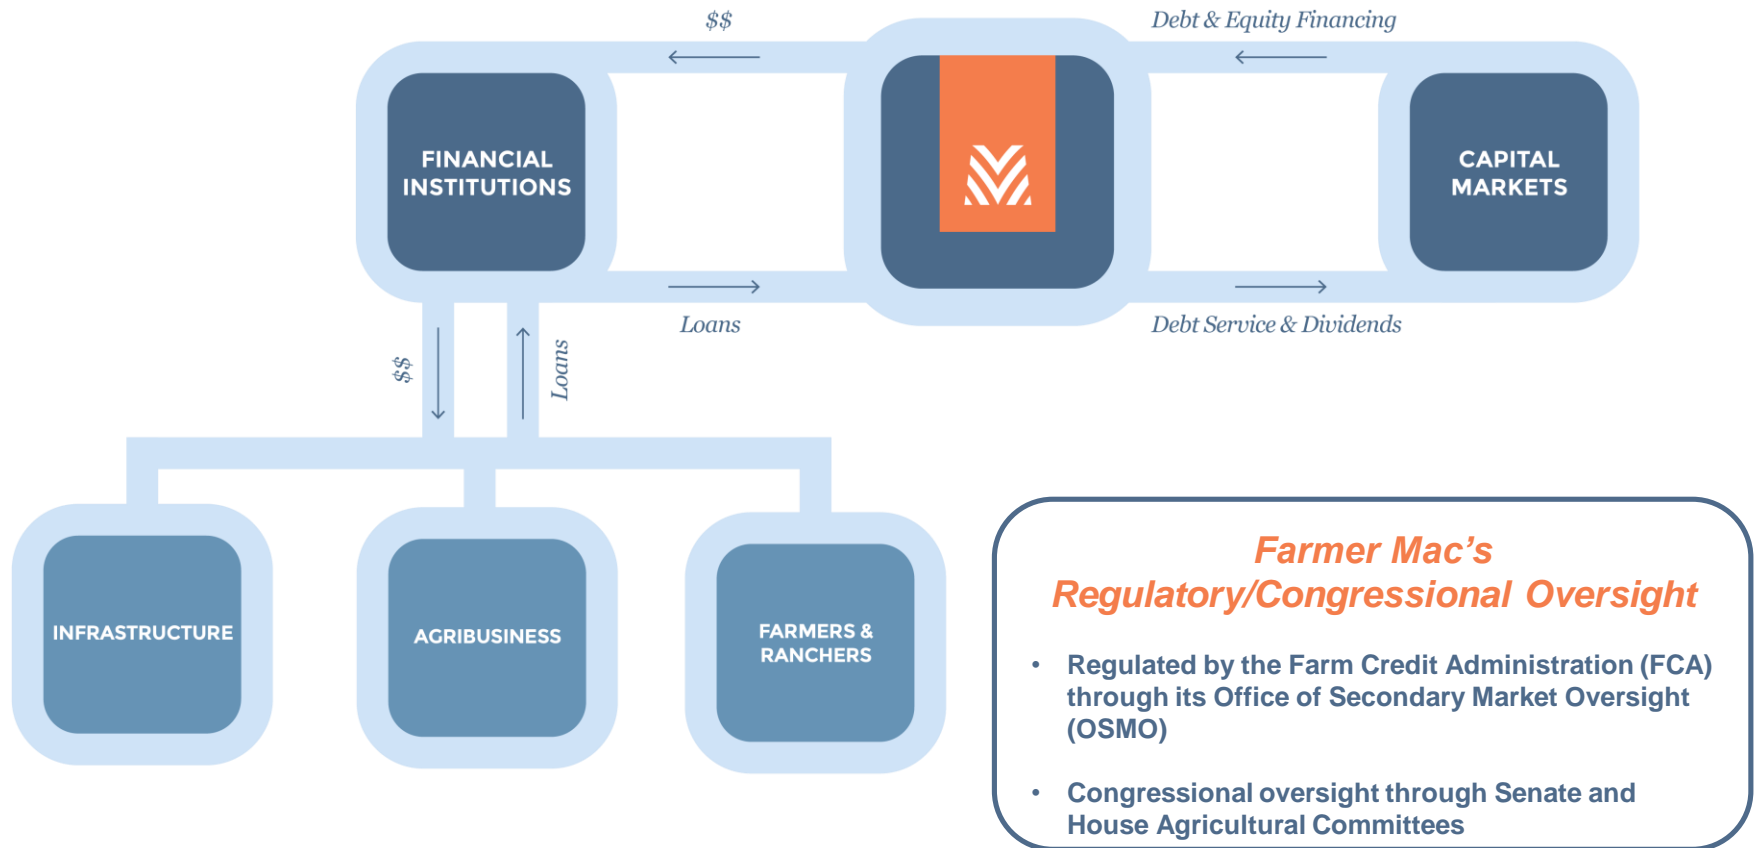 $$
Debt & Equity Financing
FINANCIAL
INSTITUTIONS
CAPITAL
MARKETS
Loans
Debt Service & Dividends
$$
Loans
INFRASTRUCTURE
AGRIBUSINESS
FARMERS &
RANCHERS
Farmer Mac’s
Regulatory/Congressional Oversight
• Regulated by the Farm Credit Administration (FCA)
through its Office of Secondary Market Oversight
(OSMO)
• Congressional oversight through Senate and
House Agricultural Committees